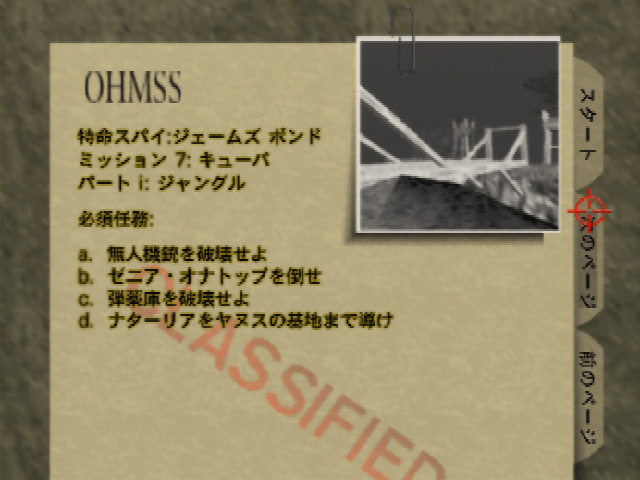 OHMSS
特命スパイ:ジェームズ ボンド
ミッション 7: キューバ
パート i: ジャングル
必須任務:
a. 無人機銃を破壊せよ
b. ゼニア・オナトップを倒せ
c. 弾薬庫を破壊せよ
d. ナターリアをヤヌスの基地まで導け
CLASSIFIED
スタート
のページ
前のページ